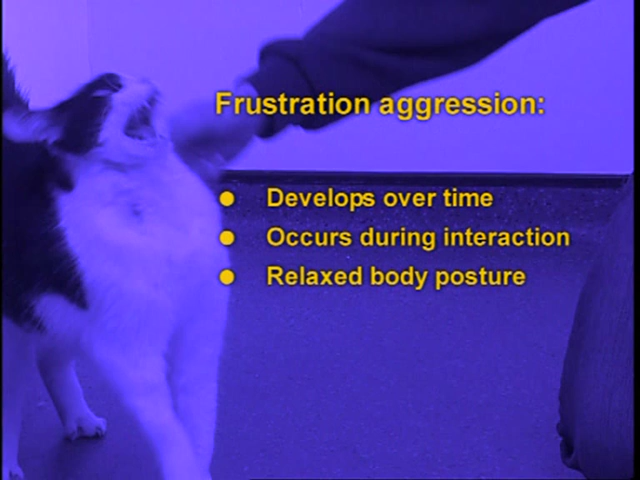 Frustration aggression:
● Develops over time
● Occurs during interaction
● Relaxed body posture